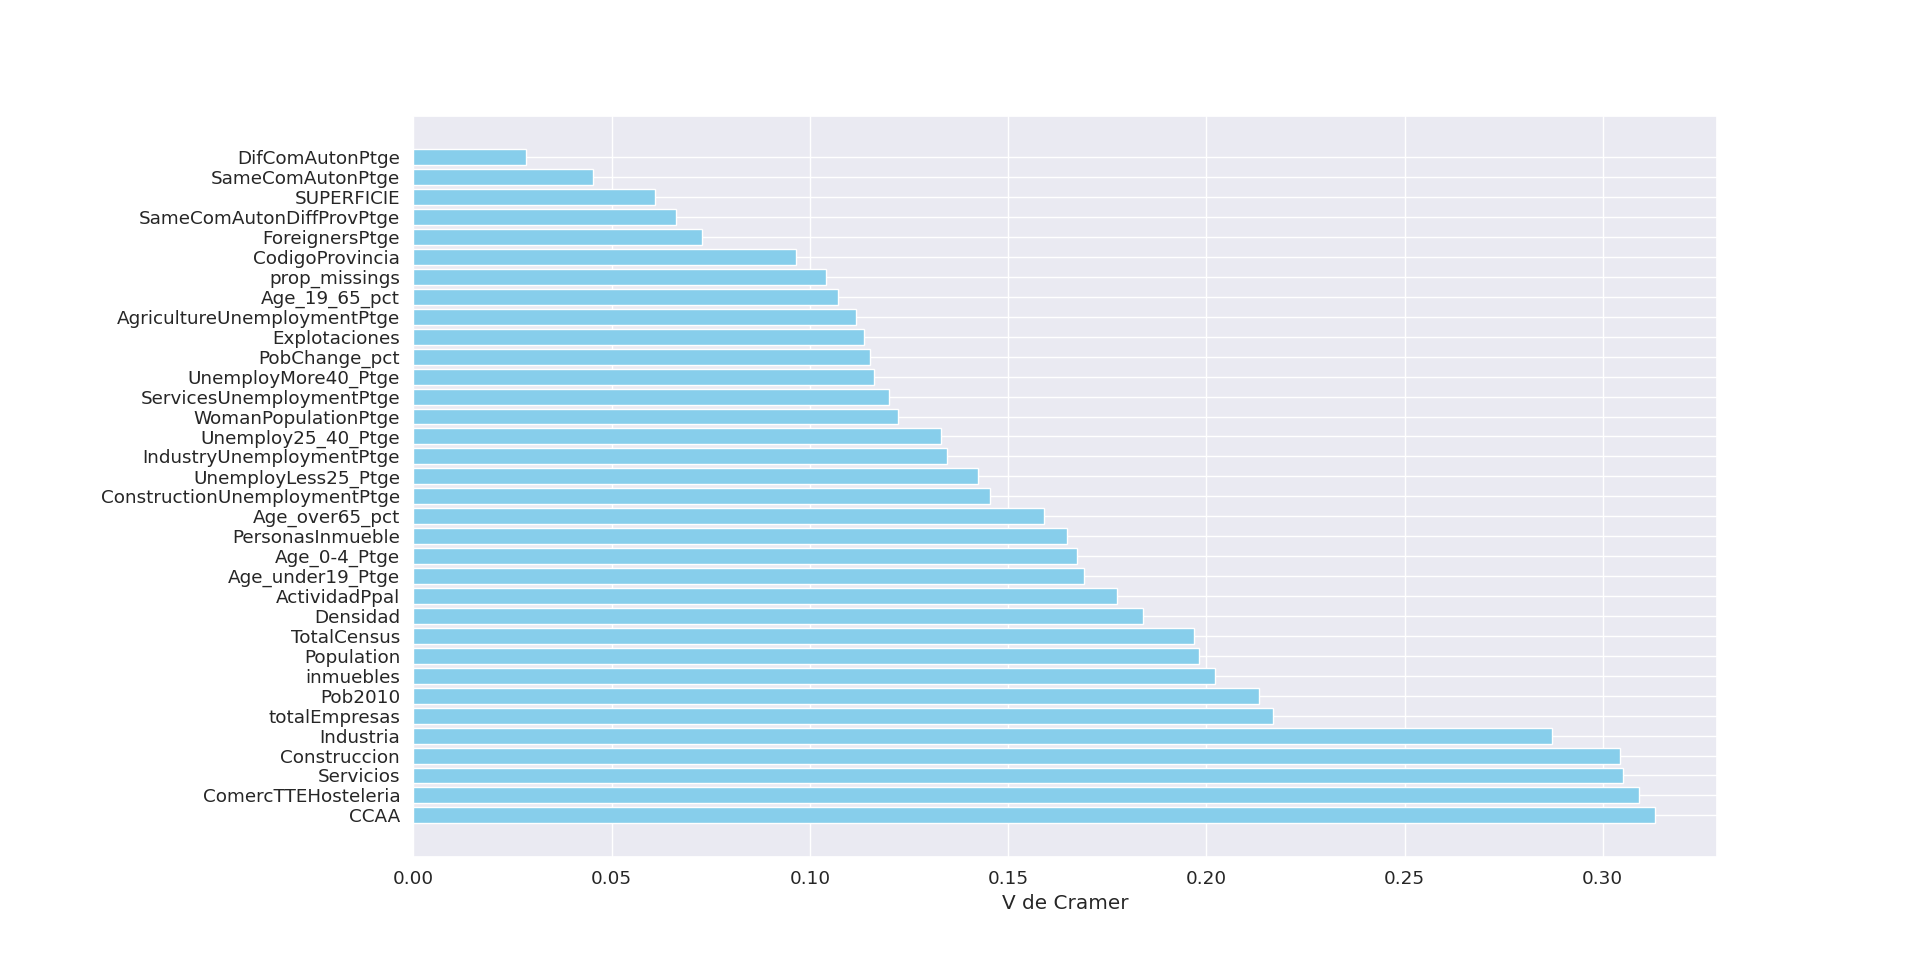 DifComAutonPtge
SameComAutonPtge
SUPERFICIE
SameComAutonDiffProvPtge
ForeignersPtge
CodigoProvincia
prop_missings
Age_19_65_pct
AgricultureUnemploymentPtge
Explotaciones
PobChange_pct
UnemployMore40_Ptge
ServicesUnemploymentPtge
WomanPopulationPtge
Unemploy25_40_Ptge
IndustryUnemploymentPtge
UnemployLess25_Ptge
ConstructionUnemploymentPtge
Age_over65_pct
PersonasInmueble
Age_0-4_Ptge
Age_under19_Ptge
ActividadPpal
Densidad
TotalCensus
Population
inmuebles
Pob2010
totalEmpresas
Industria
Construccion
Servicios
ComercTTEHosteleria
CCAA
0.00 0.05 0.10 0.15 0.20 0.25 0.30
V de Cramer